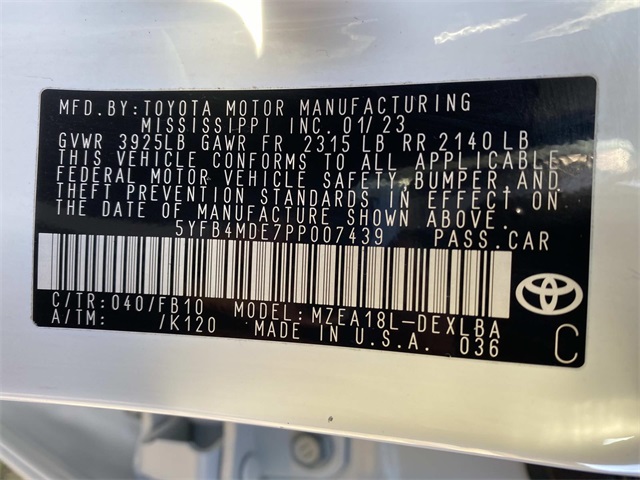 MFD.BY:TOYOTA MOTOR MANUFACTURING
MISSISSIPPI INC. 01/23
GVWR 3925LB GAWR FR 2315 LB RR 2140 LB
THIS VEHICLE CONFORMS TO ALL APPLICABLE
FEDERAL MOTOR VEHICLE SAFETY, BUMPER,AND
THEFT PREVENTION STANDARDS IN EFFECT ON
THE DATE OF MANUFACTURE SHOWN ABOVE.
5YFB4MDE7PP007439 PASS.CAR
C/TR:040/FB10 MODEL:MZEA18L-DEXLBA
A/TM: /K120 MADE IN U.S.A. 036
C